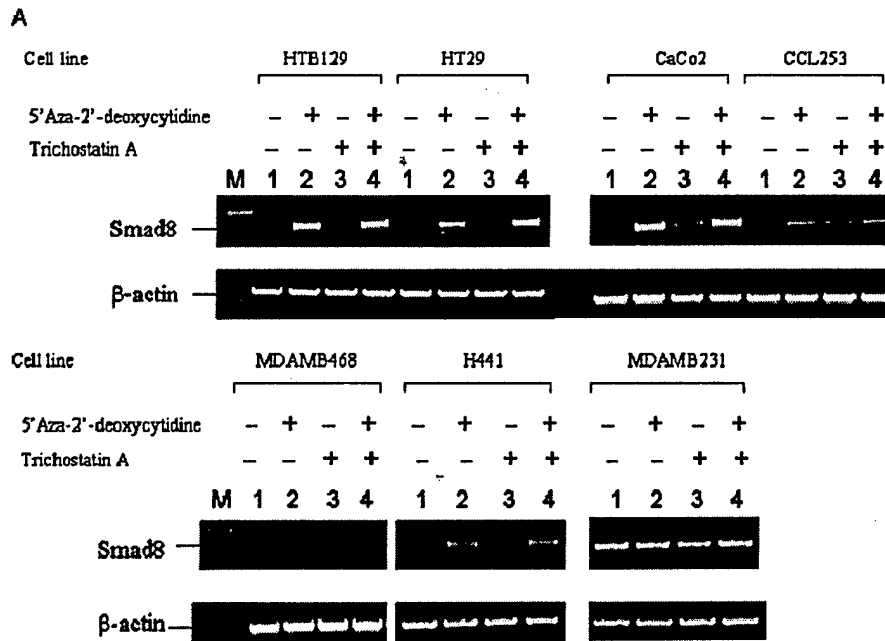 A
Cell line HTB129 HT29 CaCo2 CCL253
5'Aza-2'-deoxycytidine – + – + – + – + – + – + – + – +
Trichostatin A – – + + – – + + – – + + – – + +
M 1 2 3 4 1 2 3 4 1 2 3 4 1 2 3 4
Smad8
β-actin
Cell line MDAMB468 H441 MDAMB231
5'Aza-2'-deoxycytidine – + – + – + – + – + – +
Trichostatin A – – + + – – + + – – + +
M 1 2 3 4 1 2 3 4 1 2 3 4
Smad8
β-actin